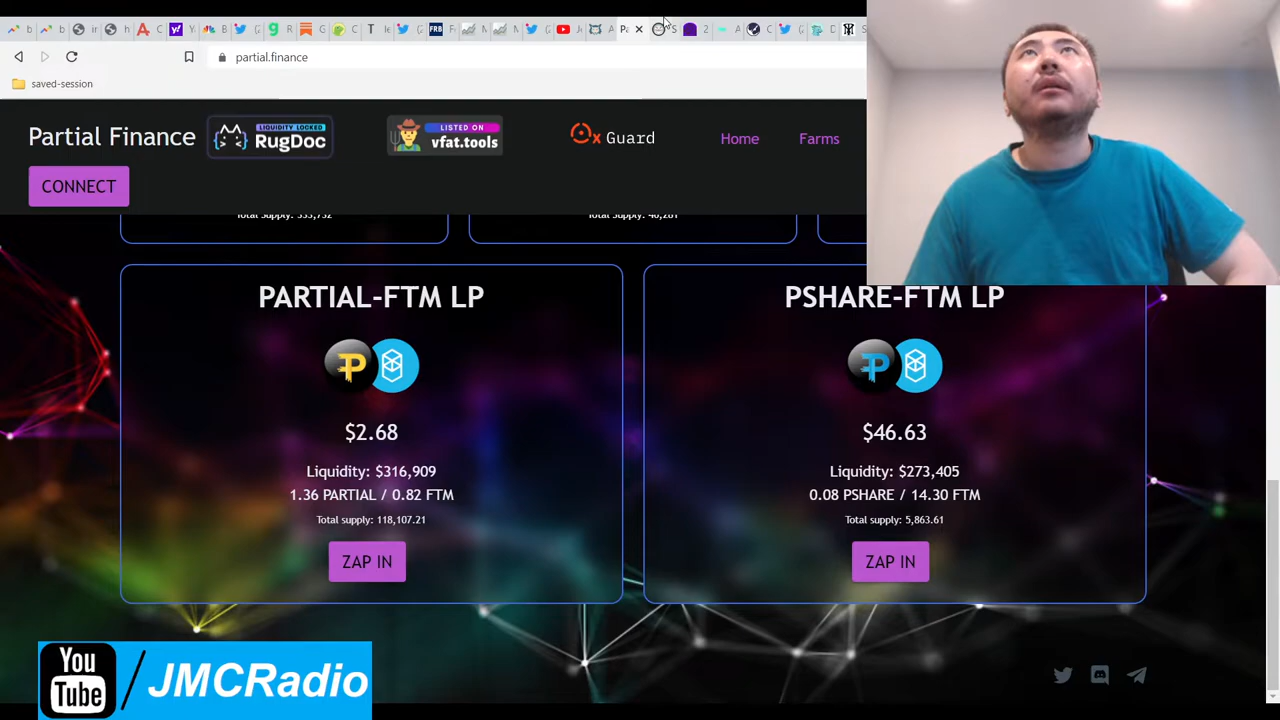 FRB
partial.finance
saved-session
Partial Finance
LIQUIDITY LOCKED
RugDoc
LISTED ON
vfat.tools
x Guard
Home
Farms
CONNECT
PARTIAL-FTM LP
$2.68
Liquidity: $316,909
1.36 PARTIAL / 0.82 FTM
Total supply: 118,107.21
ZAP IN
PSHARE-FTM LP
$46.63
Liquidity: $273,405
0.08 PSHARE / 14.30 FTM
Total supply: 5,863.61
ZAP IN
You
Tube
/JMCRadio